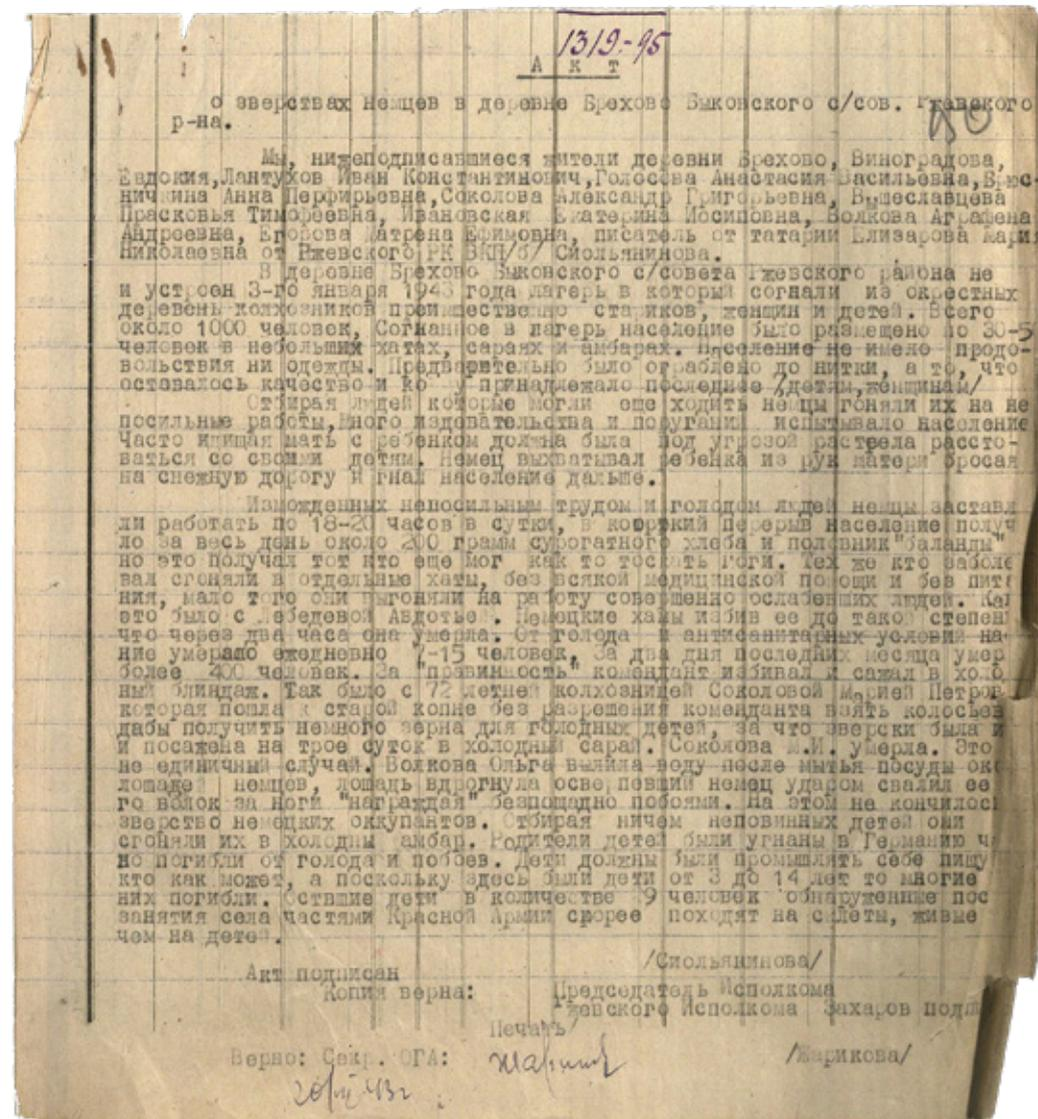 1319.-95
А к т
о зверствах немцев в деревне Брехово Быковского с/сов. Ржевского
р-на.
Мы, нижеподписавшиеся жители деревни Брехово, Виноградова,
Евдокия,Лантухов Иван Константинович,Голосова Анастасия Васильевна,Брюс-
ничкина Анна Перфирьевна,Соколова Александр Григорьевна, Вышеславцева
Прасковья Тимофеевна, Ивановская Екатерина Иосиповна, Волкова Аграфена
Андреевна, Егорова Матрена Ефимовна, писатель от татарии Елизарова Мария
Николаевна от Ржевского РК ВКП/б/ Сиольянинова.
В деревне Брехово Быковского с/совета Ржевского района не
и устроен 3-го января 1943 года лагерь в который согнали из окрестных
деревень колхозников преимшественно стариков, женщин и детей. Всего
около 1000 человек, Согнанное в лагерь население было размещено по 30-5
человек в небольших хатах, сараях и амбарах. Население не имело продо-
вольствия ни одежды. Предварительно было ограблено до нитки, а то, что
оставалось качество и ко у принадлежало последнее /детям,женщинам/
Отбирая людей которые могли еще ходить немцы гоняли их на не
посильные работы,много издевательства и поругания испытывало население
Часто идищая мать с ребенком должна была под угрозой растрела рассто-
ваться со своими детям. Немец выхватывал ребенка из рук матери бросая
на снежную дорогу и гнал население дальше.
Изможденных непосильным трудом и голодом людей немцы заставл
ли работать по 18-20 часов в сутки, в коюрткий перерыв население получ
ло за весь день около 200 грамм сурогатного хлеба и половник"баланды"
но это получал тот кто еще мог как то тоскать ноги. Тех же кто заболе
вал сгоняли в отдельные хаты, без всякой медицинской помощи и без пита
ния, мало того они выгоняли на работу совершенно ослабевших людей. Как
это было с Лебедевой Авдотьей. Немецкие хамы избив ее до такой степени
что через два часа она умерла. От голода и антисанитарных условий на
ние умерало ежедневно 7-15 человек, За два дня последних месяца умер
более 400 человек. За "правинность" комендант избивал и сажал в холо
ный блиндаж. Так было с 72 летней колхозницей Соколовой Марией Петров
которая пошла к старой копне без разрешения коменданта взять колосьев
дабы получить немного зерна для голодных детей, за что зверски была и
и посажена на трое суток в холодный сарай. Соколова М.И. умерла. Это
не единичный случай. Волкова Ольга вылила воду после мытья посуды око
лошадей немцев, лошадь вдрогнула осверепевший немец ударом свалил ее
го волок за ноги "награждая" безпощадно побоями. На этом не кончилось
зверство немецких оккупантов. Отбирая ничем неповинных детей они
сгоняли их в холодны амбар. Родители детей были угнаны в Германию ч
но погибли от голода и побоев. Дети должны были промышлять себе пищу
кто как может, а поскольку здесь были дети от 3 до 14 лет то многие
них погибли. Оствшие дети в количестве 9 человек обнаруженные пос
занятия села частями Красной Армии скорее походят на силеты, живые
чем на детей.
Акт подписан /Сиольянинова/
Копия верна: Председатель Исполкома
Ржевского Исполкома Захаров подп
Печать/
Верно: Секр. ОГА: /Жарикова/